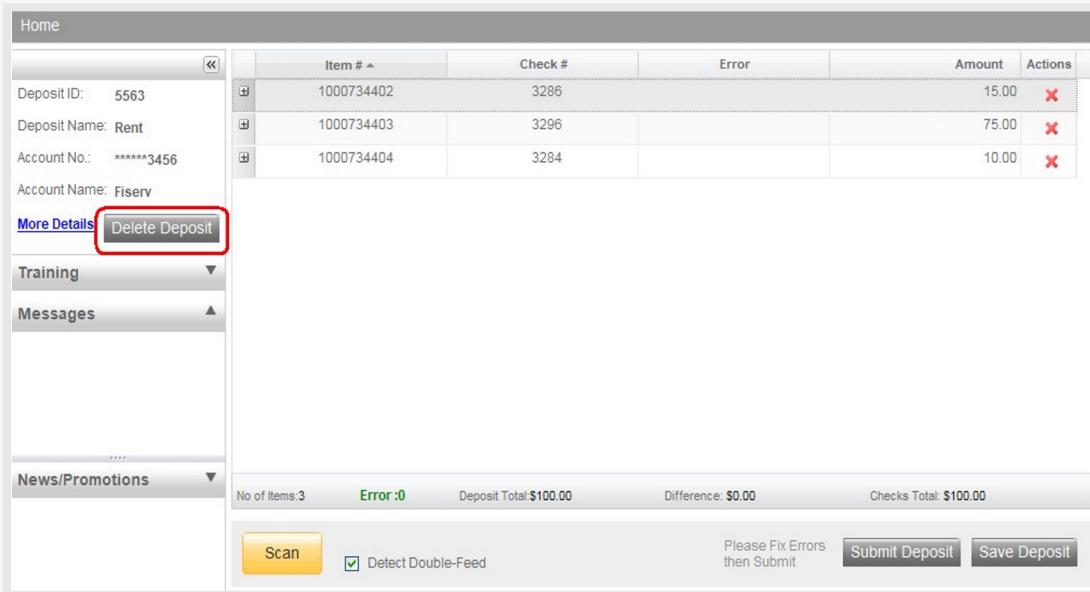 Home
Item # Check # Error Amount Actions
Deposit ID: 5563
Deposit Name: Rent
Account No.: ******3456
Account Name: Fiserv
More Details Delete Deposit
Training
Messages
News/Promotions
1000734402 3286 15.00
1000734403 3296 75.00
1000734404 3284 10.00
No of Items:3 Error :0 Deposit Total:$100.00 Difference: $0.00 Checks Total: $100.00
Scan Detect Double-Feed
Please Fix Errors
then Submit
Submit Deposit Save Deposit